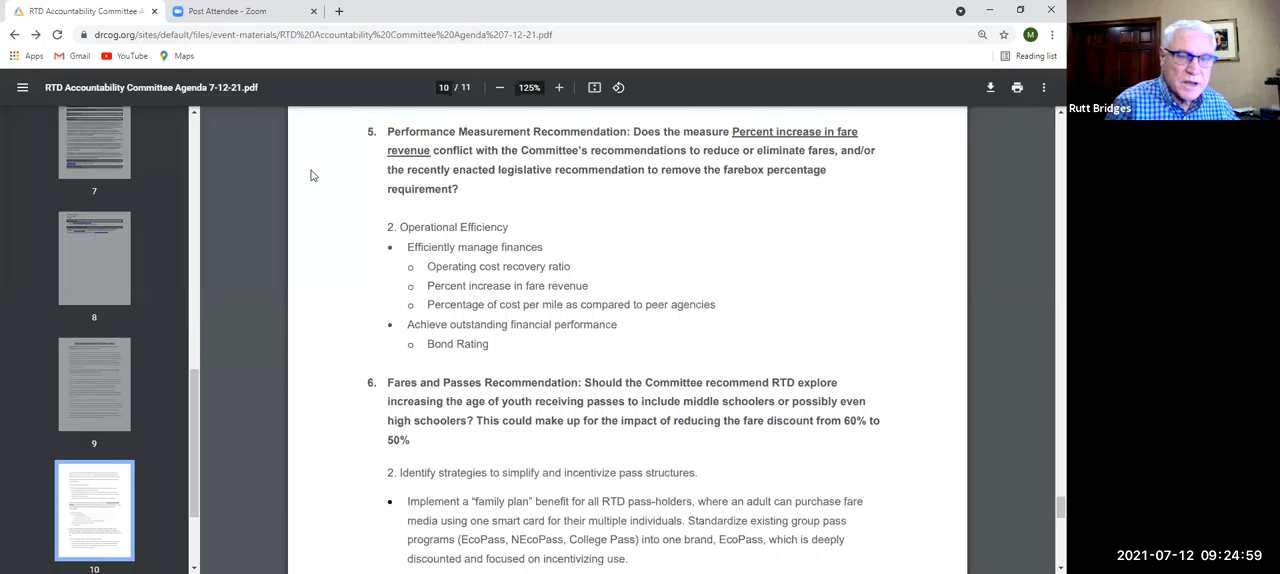 RTD Accountability Committee A
Post Attendee - Zoom
drcog.org/sites/default/files/event-materials/RTD%20Accountability%20Committee%20Agenda%207-12-21.pdf
M
Apps
Gmail
YouTube
Maps
Reading list
RTD Accountability Committee Agenda 7-12-21.pdf
10 / 11
125%
Rutt Bridges
5. Performance Measurement Recommendation: Does the measure Percent increase in fare
revenue conflict with the Committee's recommendations to reduce or eliminate fares, and/or
the recently enacted legislative recommendation to remove the farebox percentage
requirement?
2. Operational Efficiency
• Efficiently manage finances
o Operating cost recovery ratio
o Percent increase in fare revenue
o Percentage of cost per mile as compared to peer agencies
• Achieve outstanding financial performance
o Bond Rating
6. Fares and Passes Recommendation: Should the Committee recommend RTD explore
increasing the age of youth receiving passes to include middle schoolers or possibly even
high schoolers? This could make up for the impact of reducing the fare discount from 60% to
50%
2. Identify strategies to simplify and incentivize pass structures.
• Implement a “family plan” benefit for all RTD pass-holders, where an adult can purchase fare
media using one smart card for their multiple individuals. Standardize existing group pass
programs (EcoPass, NEcoPass, College Pass) into one brand, EcoPass, which is deeply
discounted and focused on incentivizing use.
7
8
9
10
2021-07-12 09:24:59